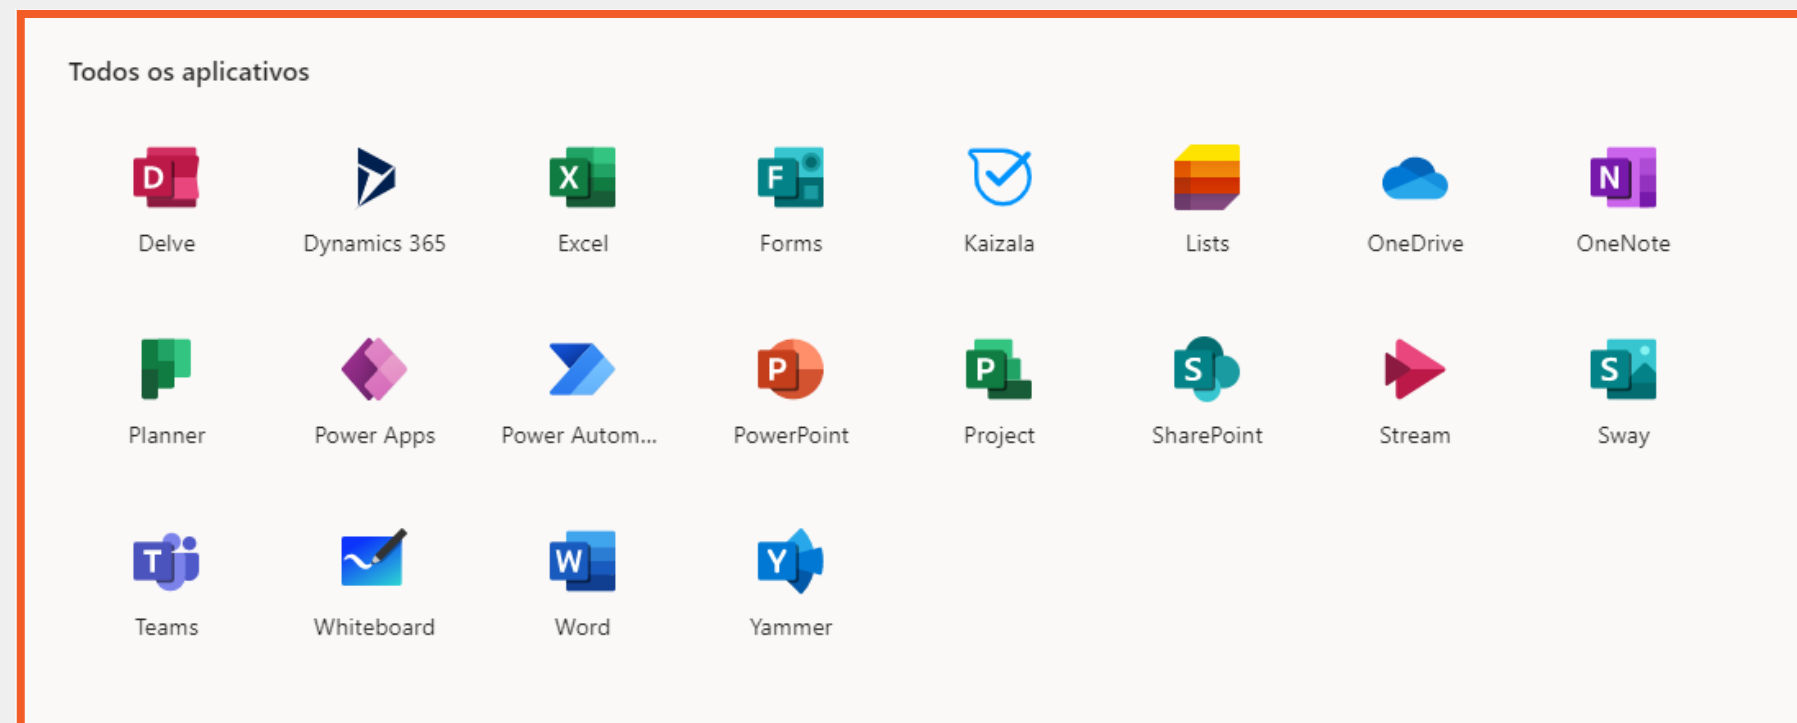 Todos os aplicativos
D X F N
Delve Dynamics 365 Excel Forms Kaizala Lists OneDrive OneNote
P P S S
Planner Power Apps Power Autom... PowerPoint Project SharePoint Stream Sway
T W Y
Teams Whiteboard Word Yammer